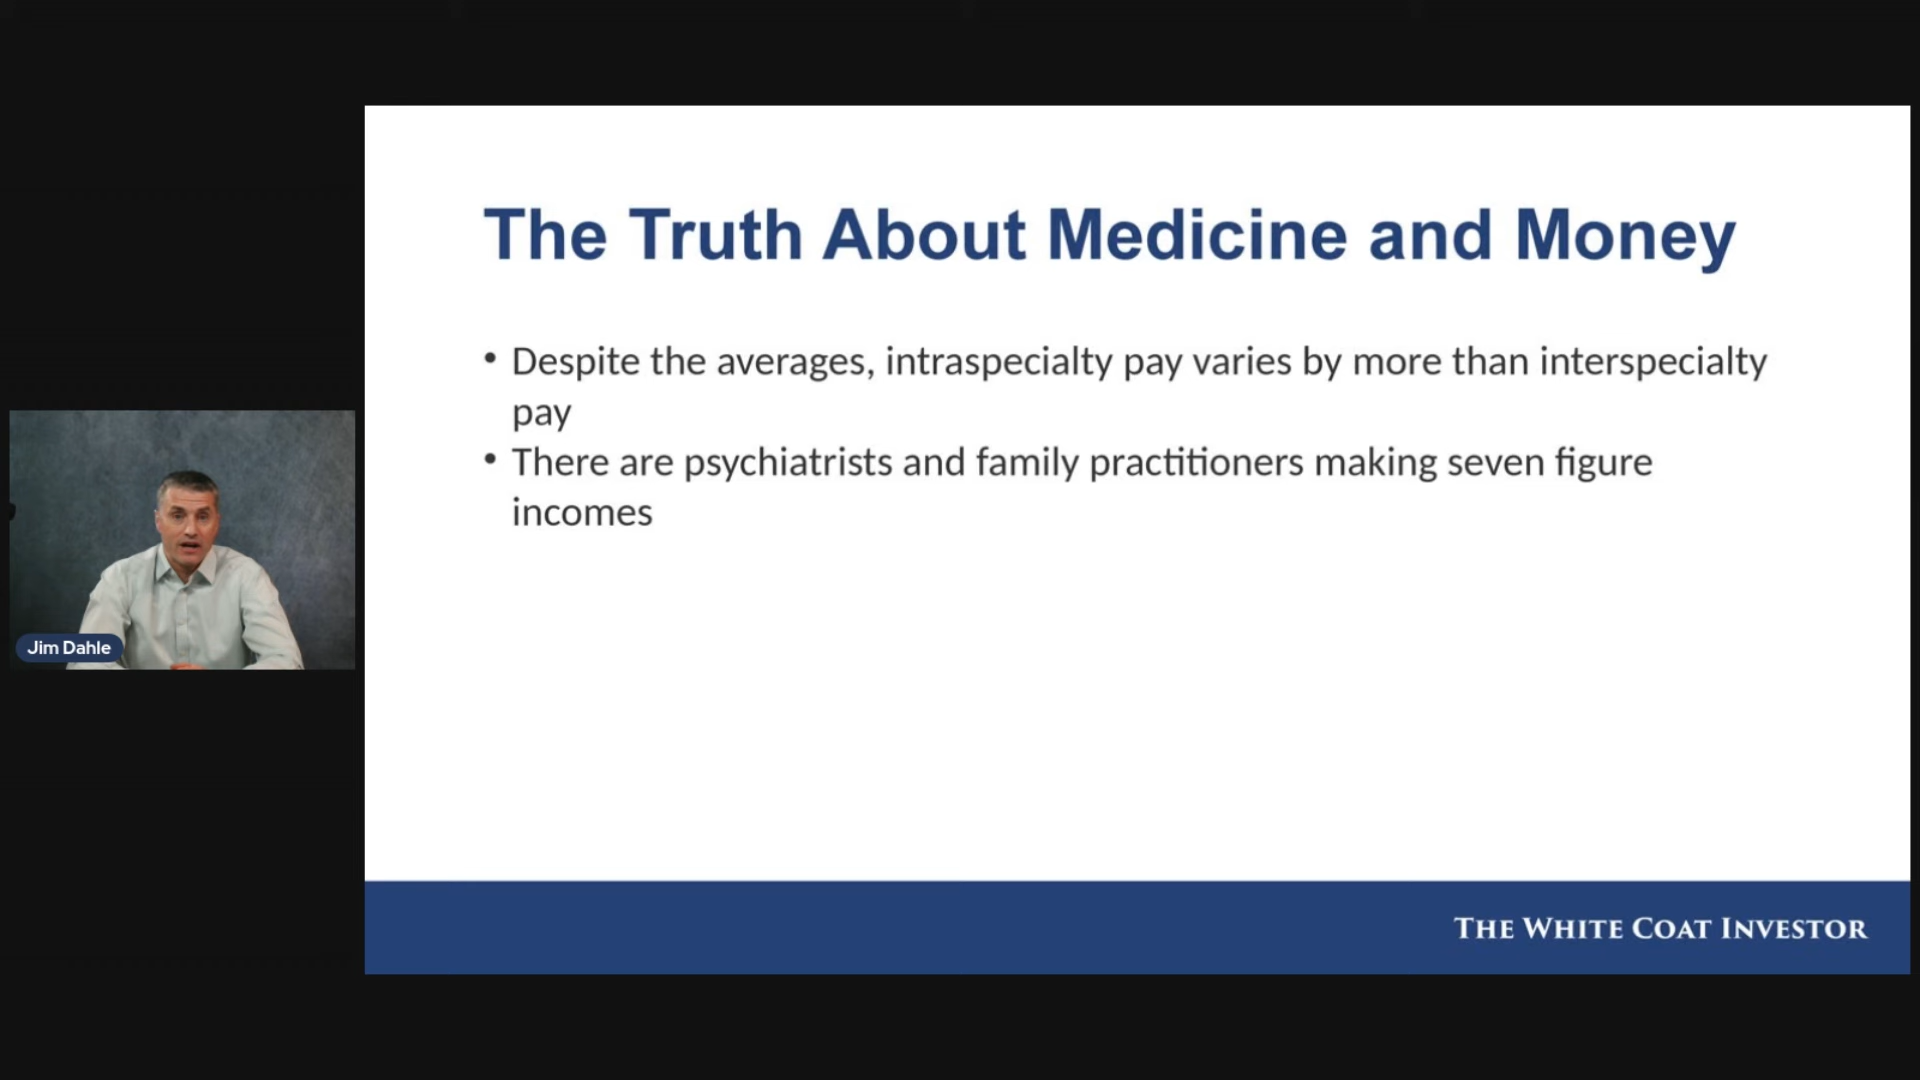 The Truth About Medicine and Money
• Despite the averages, intraspecialty pay varies by more than interspecialty
pay
• There are psychiatrists and family practitioners making seven figure
incomes
Jim Dahle
THE WHITE COAT INVESTOR